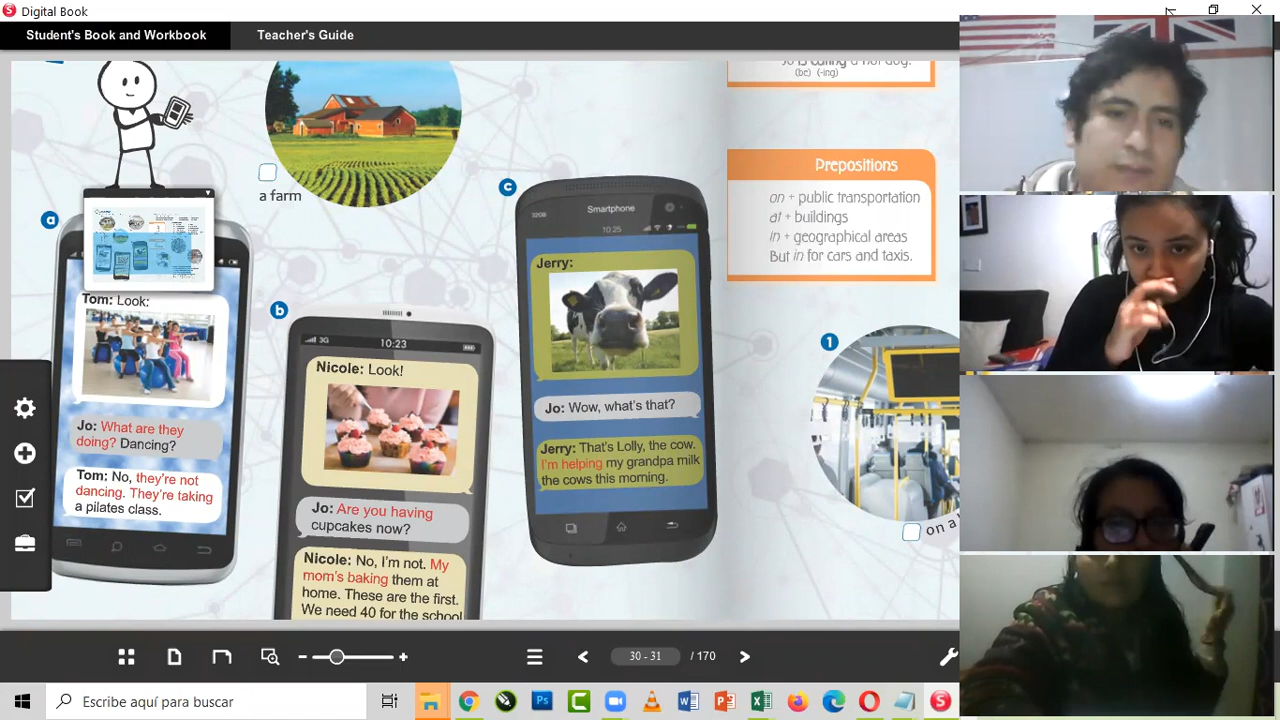 Digital Book
Student's Book and Workbook
Teacher's Guide
(be) (-ing)
a farm
Prepositions
on + public transportation
at + buildings
in + geographical areas
But in for cars and taxis.
a
Tom: Look:
Jo: What are they
doing? Dancing?
Tom: No, they're not
dancing. They're taking
a pilates class.
b
3G
10:23
Nicole: Look!
Jo: Are you having
cupcakes now?
Nicole: No, I'm not. My
mom's baking them at
home. These are the first.
We need 40 for the school
c
32GB
Smartphone
10:25
Jerry:
Jo: Wow, what's that?
Jerry: That's Lolly, the cow.
I'm helping my grandpa milk
the cows this morning.
1
on a
30 - 31
/ 170
Escribe aquí para buscar